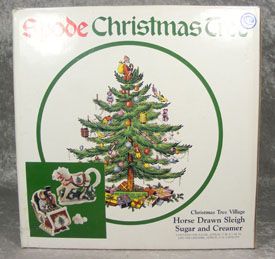 Spode Christmas Tree
Christmas Tree Village
Horse Drawn Sleigh
Sugar and Creamer